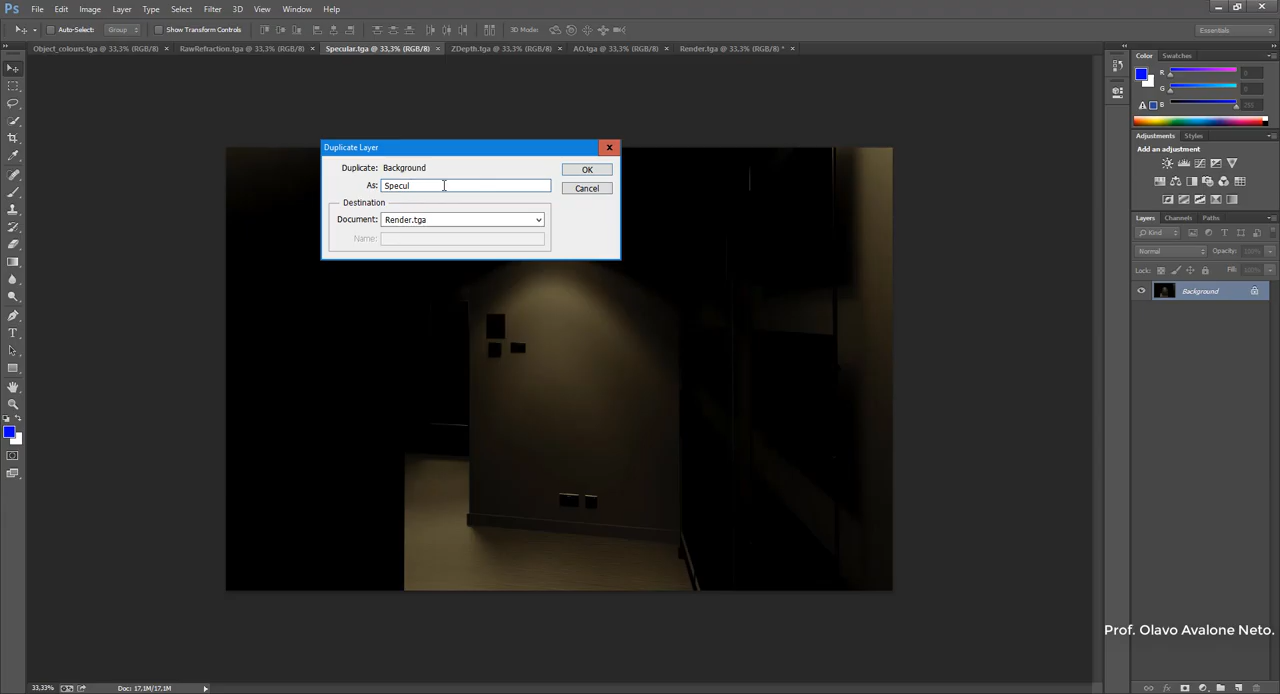 Ps File Edit Image Layer Type Select Filter 3D View Window Help
Auto-Select: Group Show Transform Controls 3D Mode: Essentials
Object_colours.tga @ 33,3% (RGB/8) × RawRefraction.tga @ 33,3% (RGB/8) × Specular.tga @ 33,3% (RGB/8) × ZDepth.tga @ 33,3% (RGB/8) × AO.tga @ 33,3% (RGB/8) × Render.tga @ 33,3% (RGB/8) * ×
Color Swatches
R 0
G 0
B 255
Adjustments Styles
Add an adjustment
Duplicate Layer
Duplicate: Background OK
As: Specul Cancel
Destination
Document: Render.tga
Name:
Layers Channels Paths
Kind
Normal Opacity: 100%
Lock: Fill: 100%
Background
Prof. Olavo Avalone Neto.
33,33% Doc: 17,1M/17,1M